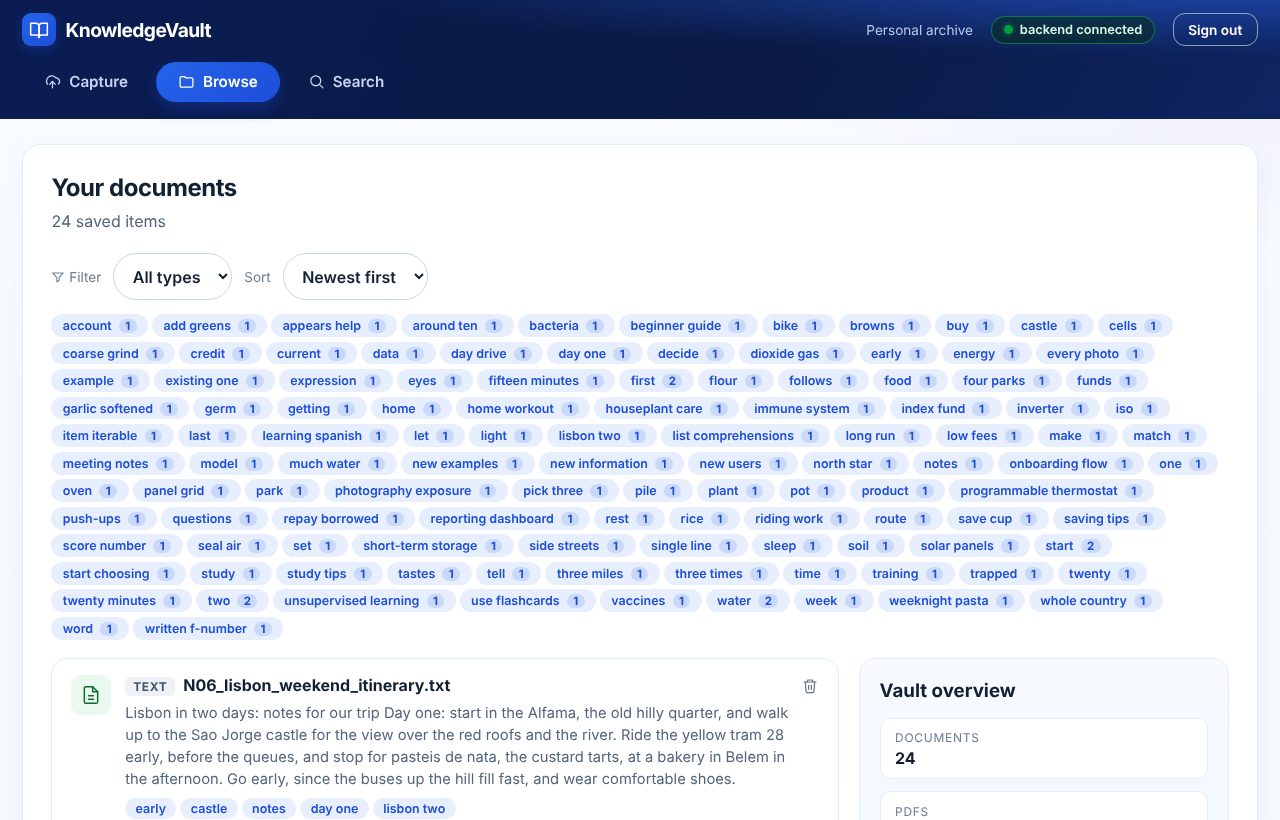 KnowledgeVault
Personal archive
backend connected
Sign out
Capture
Browse
Search
Your documents
24 saved items
Filter All types Sort Newest first
account 1 add greens 1 appears help 1 around ten 1 bacteria 1 beginner guide 1 bike 1 browns 1 buy 1 castle 1 cells 1
coarse grind 1 credit 1 current 1 data 1 day drive 1 day one 1 decide 1 dioxide gas 1 early 1 energy 1 every photo 1
example 1 existing one 1 expression 1 eyes 1 fifteen minutes 1 first 2 flour 1 follows 1 food 1 four parks 1 funds 1
garlic softened 1 germ 1 getting 1 home 1 home workout 1 houseplant care 1 immune system 1 index fund 1 inverter 1 iso 1
item iterable 1 last 1 learning spanish 1 let 1 light 1 lisbon two 1 list comprehensions 1 long run 1 low fees 1 make 1 match 1
meeting notes 1 model 1 much water 1 new examples 1 new information 1 new users 1 north star 1 notes 1 onboarding flow 1 one 1
oven 1 panel grid 1 park 1 photography exposure 1 pick three 1 pile 1 plant 1 pot 1 product 1 programmable thermostat 1
push-ups 1 questions 1 repay borrowed 1 reporting dashboard 1 rest 1 rice 1 riding work 1 route 1 save cup 1 saving tips 1
score number 1 seal air 1 set 1 short-term storage 1 side streets 1 single line 1 sleep 1 soil 1 solar panels 1 start 2
start choosing 1 study 1 study tips 1 tastes 1 tell 1 three miles 1 three times 1 time 1 training 1 trapped 1 twenty 1
twenty minutes 1 two 2 unsupervised learning 1 use flashcards 1 vaccines 1 water 2 week 1 weeknight pasta 1 whole country 1
word 1 written f-number 1
TEXT N06_lisbon_weekend_itinerary.txt
Lisbon in two days: notes for our trip Day one: start in the Alfama, the old hilly quarter, and walk
up to the Sao Jorge castle for the view over the red roofs and the river. Ride the yellow tram 28
early, before the queues, and stop for pasteis de nata, the custard tarts, at a bakery in Belem in
the afternoon. Go early, since the buses up the hill fill fast, and wear comfortable shoes.
early castle notes day one lisbon two
Vault overview
DOCUMENTS
24
PDFS